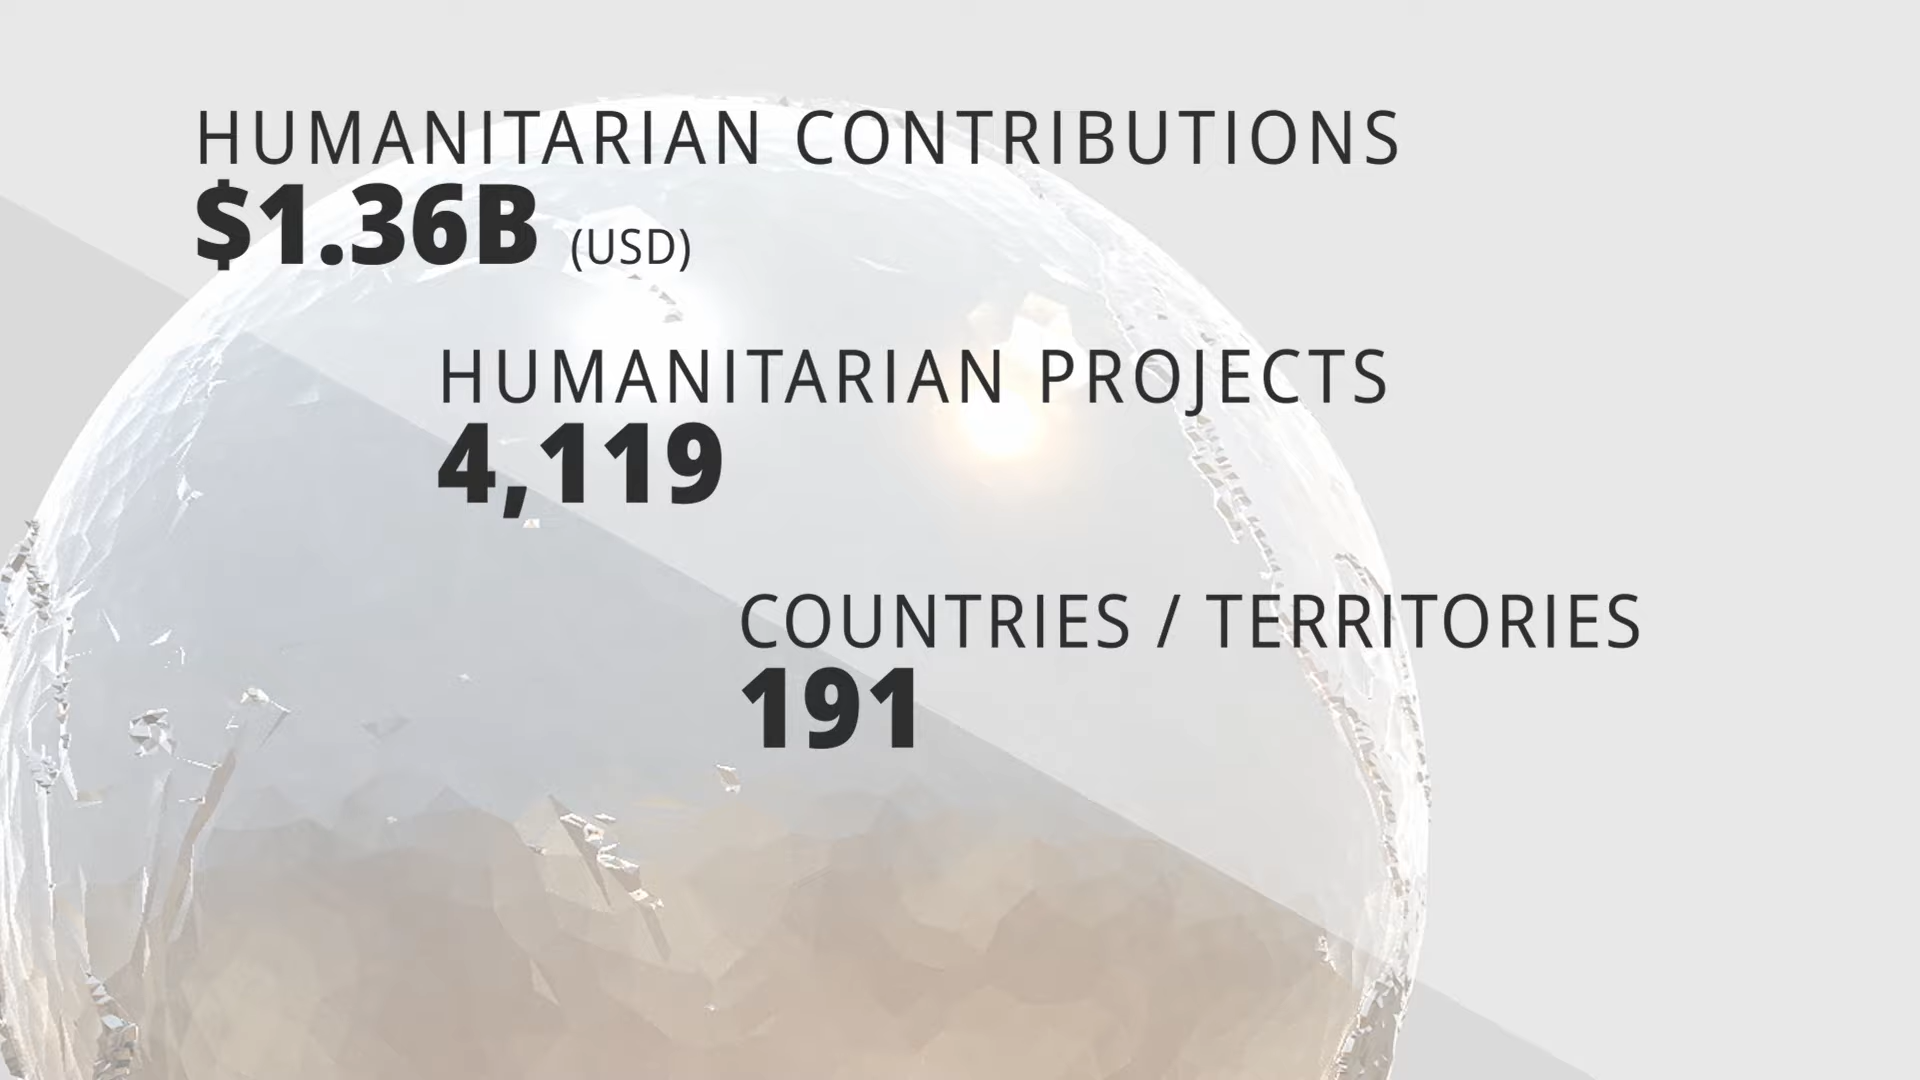 HUMANITARIAN CONTRIBUTIONS
$1.36B (USD)
HUMANITARIAN PROJECTS
4,119
COUNTRIES / TERRITORIES
191